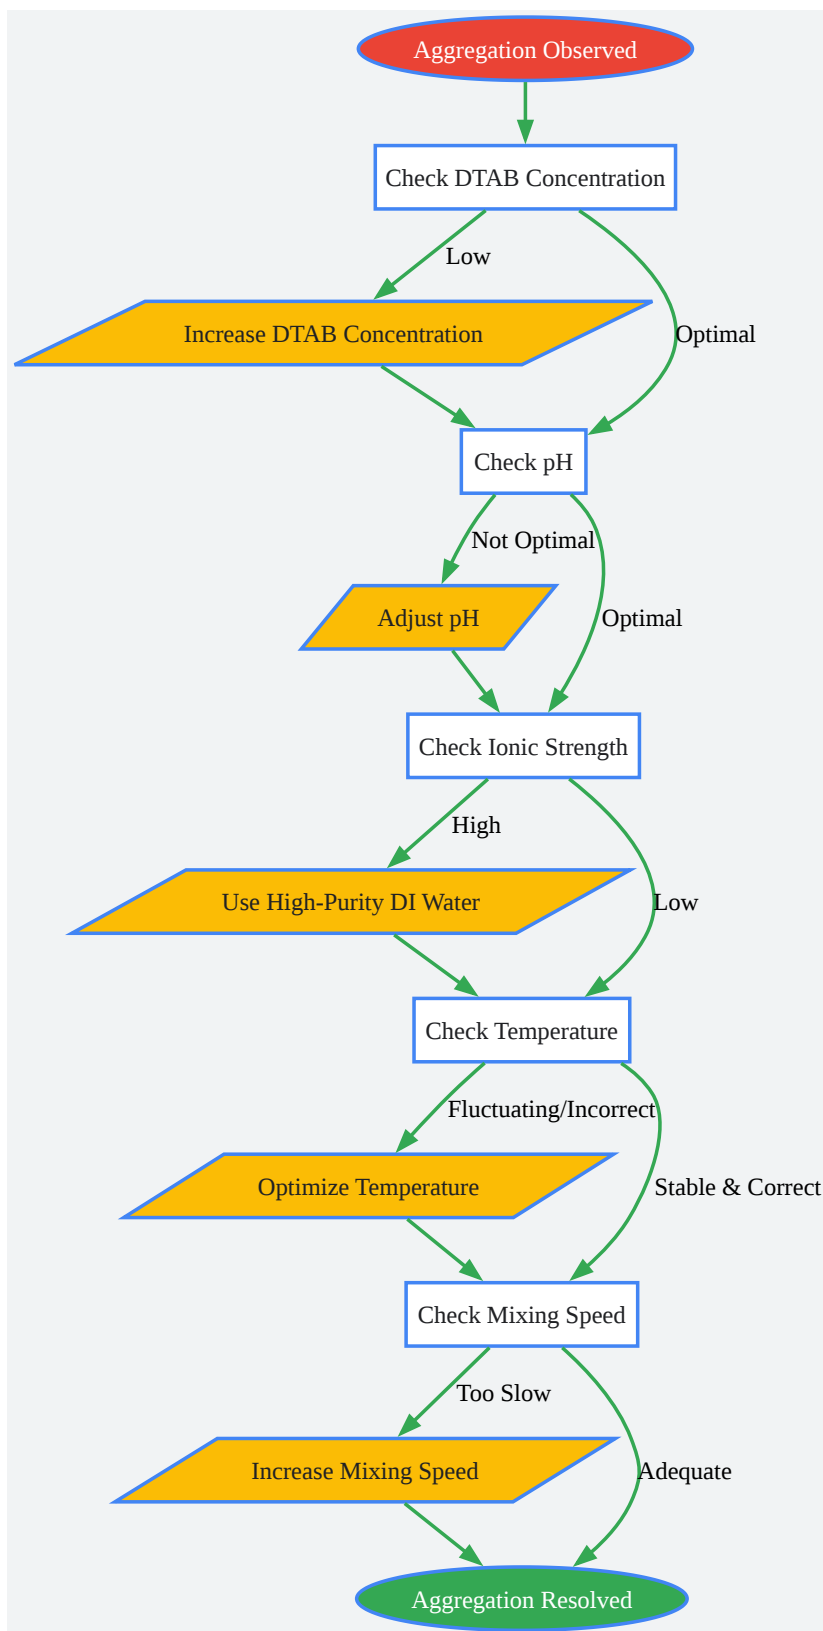 Aggregation Observed
Check DTAB Concentration
Low
Increase DTAB Concentration
Optimal
Check pH
Not Optimal
Adjust pH
Optimal
Check Ionic Strength
High
Use High-Purity DI Water
Low
Check Temperature
Fluctuating/Incorrect
Optimize Temperature
Stable & Correct
Check Mixing Speed
Too Slow
Increase Mixing Speed
Adequate
Aggregation Resolved